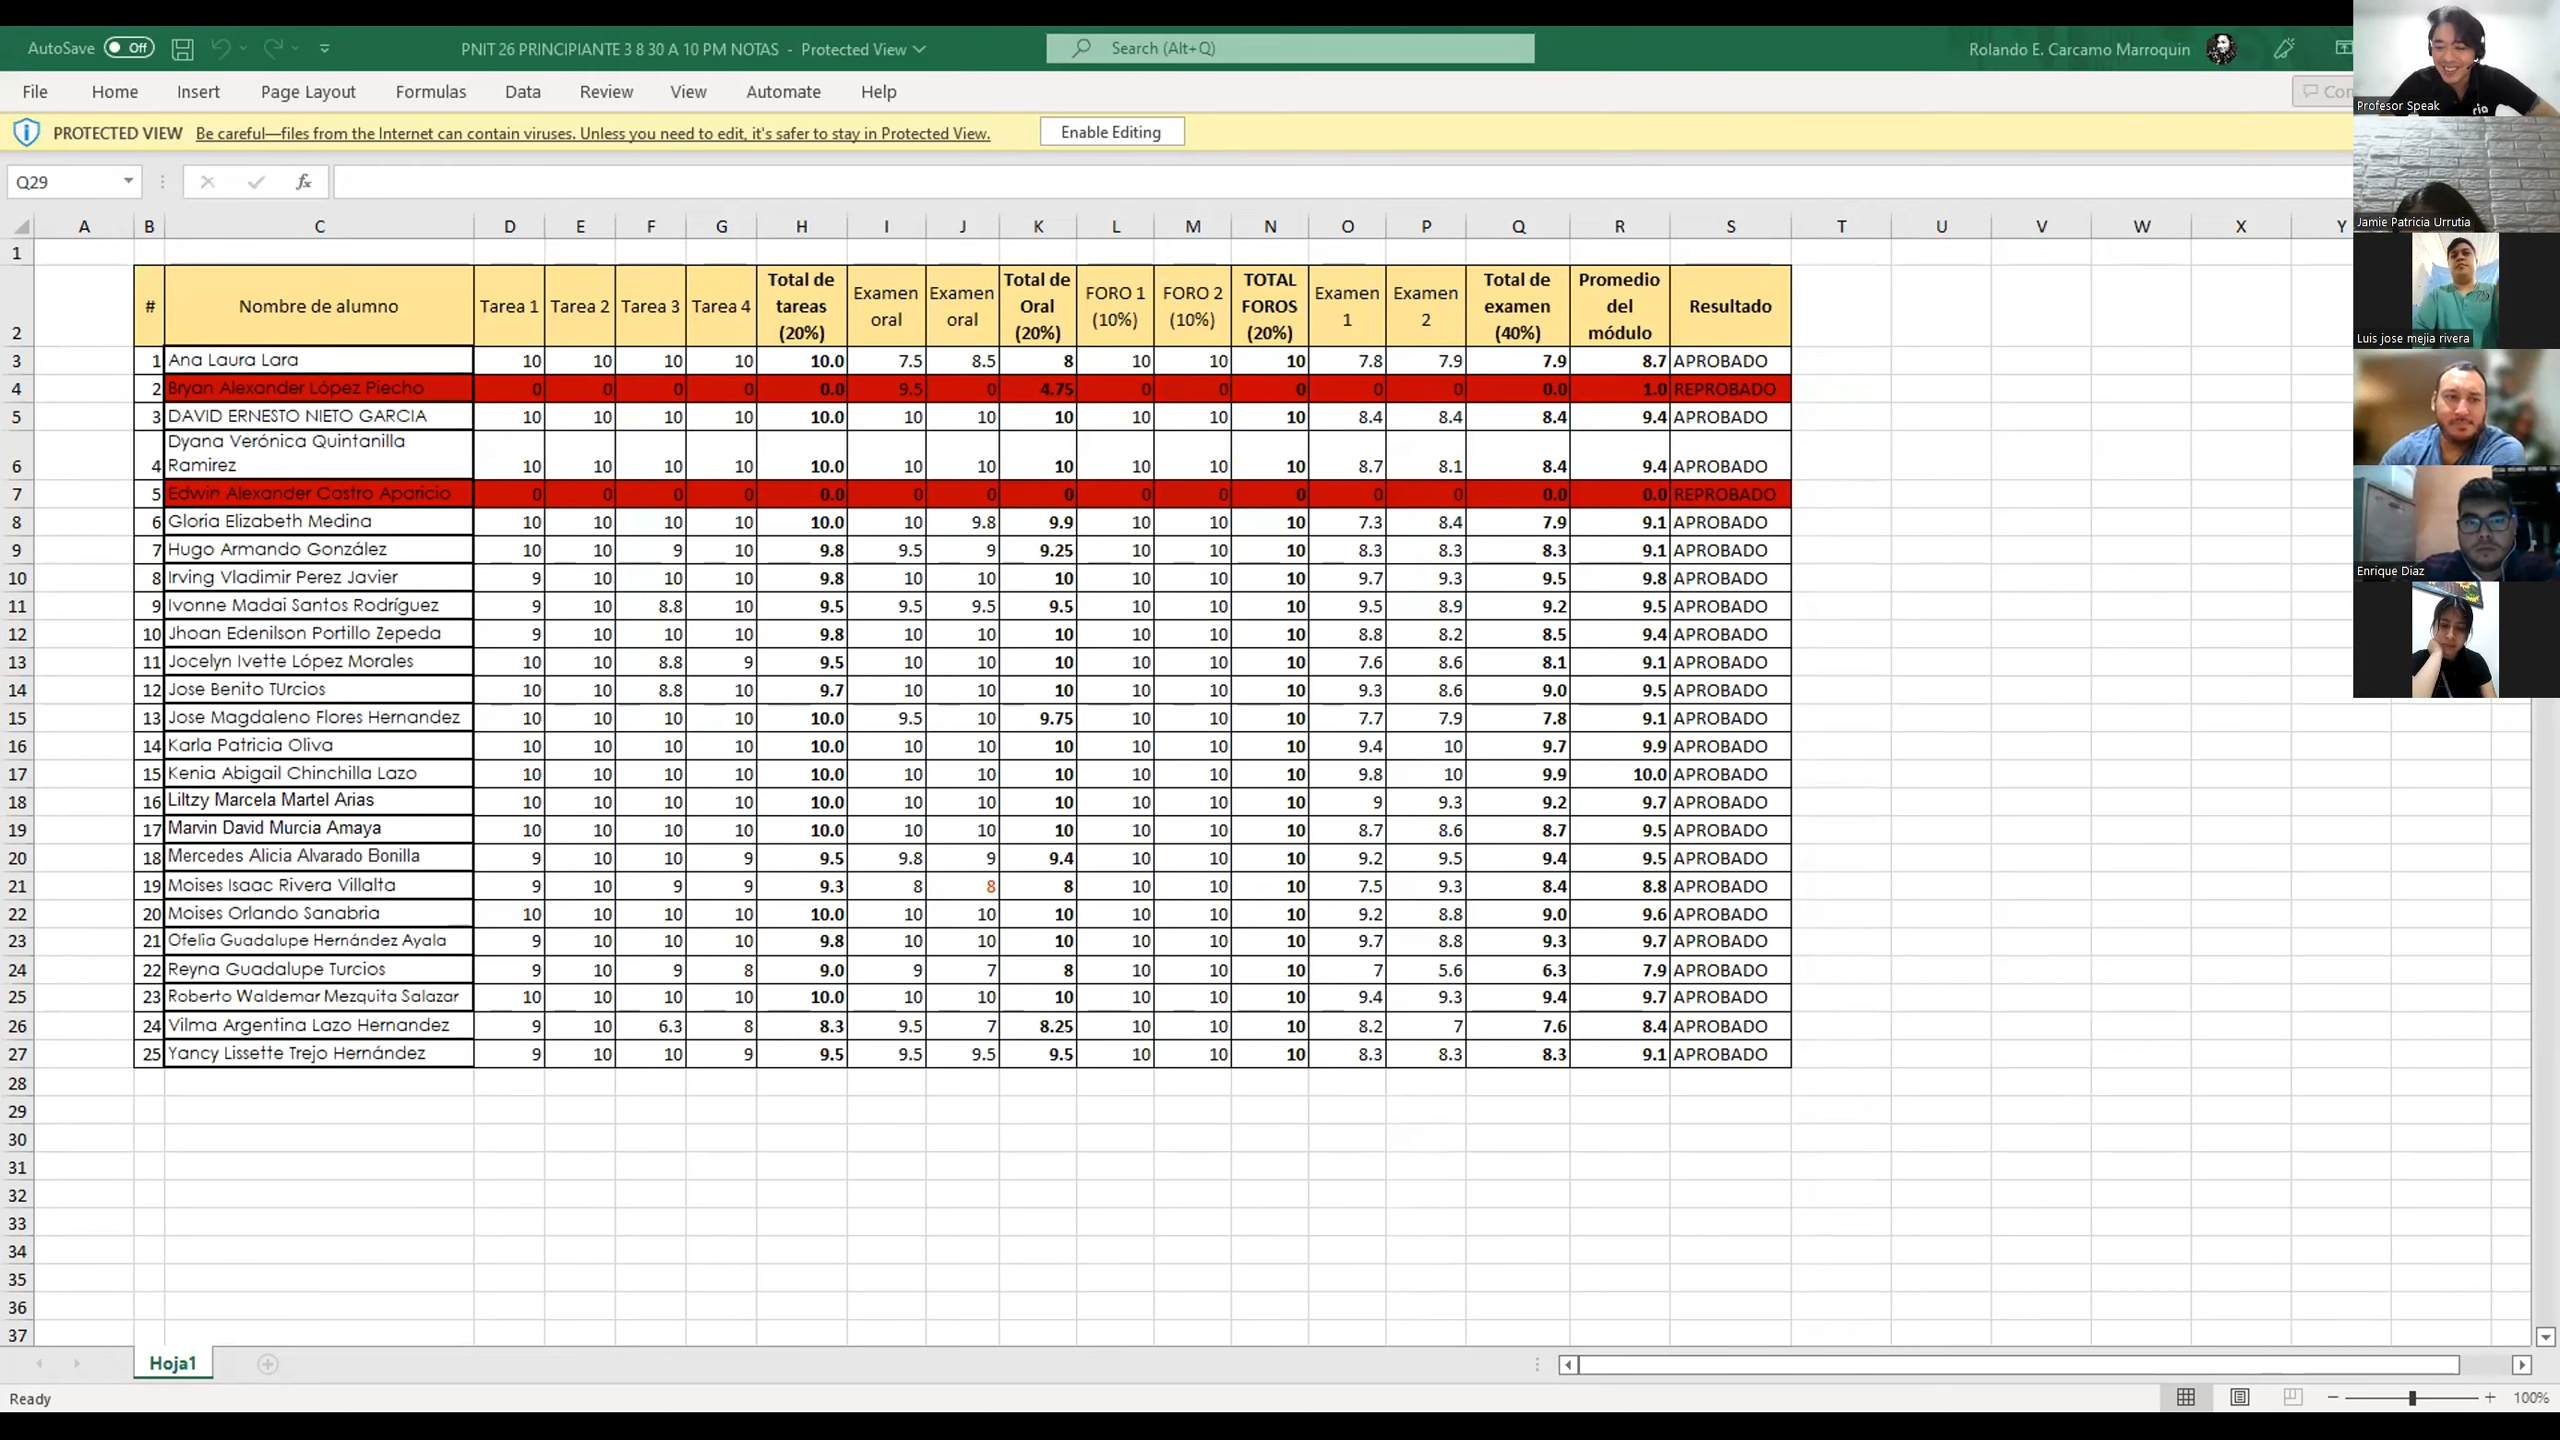 AutoSave Off PNIT 26 PRINCIPIANTE 3 8 30 A 10 PM NOTAS - Protected View Search (Alt+Q) Rolando E. Carcamo Marroquin
File Home Insert Page Layout Formulas Data Review View Automate Help
PROTECTED VIEW Be careful—files from the Internet can contain viruses. Unless you need to edit, it's safer to stay in Protected View. Enable Editing
Q29 fx
A B C D E F G H I J K L M N O P Q R S T U V W X Y
1
2 # Nombre de alumno Tarea 1 Tarea 2 Tarea 3 Tarea 4 Total de tareas (20%) Examen oral Examen oral Total de Oral (20%) FORO 1 (10%) FORO 2 (10%) TOTAL FOROS (20%) Examen 1 Examen 2 Total de examen (40%) Promedio del módulo Resultado
3 1 Ana Laura Lara 10 10 10 10 10.0 7.5 8.5 8 10 10 10 7.8 7.9 7.9 8.7 APROBADO
4 2 Bryan Alexander López Piecho 0 0 0 0 0.0 9.5 0 4.75 0 0 0 0 0 0.0 1.0 REPROBADO
5 3 DAVID ERNESTO NIETO GARCIA 10 10 10 10 10.0 10 10 10 10 10 10 8.4 8.4 8.4 9.4 APROBADO
6 4 Dyana Verónica Quintanilla Ramirez 10 10 10 10 10.0 10 10 10 10 10 10 8.7 8.1 8.4 9.4 APROBADO
7 5 Edwin Alexander Castro Aparicio 0 0 0 0 0.0 0 0 0 0 0 0 0 0 0.0 0.0 REPROBADO
8 6 Gloria Elizabeth Medina 10 10 10 10 10.0 10 9.8 9.9 10 10 10 7.3 8.4 7.9 9.1 APROBADO
9 7 Hugo Armando González 10 10 9 10 9.8 9.5 9 9.25 10 10 10 8.3 8.3 8.3 9.1 APROBADO
10 8 Irving Vladimir Perez Javier 9 10 10 10 9.8 10 10 10 10 10 10 9.7 9.3 9.5 9.8 APROBADO
11 9 Ivonne Madai Santos Rodríguez 9 10 8.8 10 9.5 9.5 9.5 9.5 10 10 10 9.5 8.9 9.2 9.5 APROBADO
12 10 Jhoan Edenilson Portillo Zepeda 9 10 10 10 9.8 10 10 10 10 10 10 8.8 8.2 8.5 9.4 APROBADO
13 11 Jocelyn Ivette López Morales 10 10 8.8 9 9.5 10 10 10 10 10 10 7.6 8.6 8.1 9.1 APROBADO
14 12 Jose Benito TUrcios 10 10 8.8 10 9.7 10 10 10 10 10 10 9.3 8.6 9.0 9.5 APROBADO
15 13 Jose Magdaleno Flores Hernandez 10 10 10 10 10.0 9.5 10 9.75 10 10 10 7.7 7.9 7.8 9.1 APROBADO
16 14 Karla Patricia Oliva 10 10 10 10 10.0 10 10 10 10 10 10 9.4 10 9.7 9.9 APROBADO
17 15 Kenia Abigail Chinchilla Lazo 10 10 10 10 10.0 10 10 10 10 10 10 9.8 10 9.9 10.0 APROBADO
18 16 Liltzy Marcela Martel Arias 10 10 10 10 10.0 10 10 10 10 10 10 9 9.3 9.2 9.7 APROBADO
19 17 Marvin David Murcia Amaya 10 10 10 10 10.0 10 10 10 10 10 10 8.7 8.6 8.7 9.5 APROBADO
20 18 Mercedes Alicia Alvarado Bonilla 9 10 10 9 9.5 9.8 9 9.4 10 10 10 9.2 9.5 9.4 9.5 APROBADO
21 19 Moises Isaac Rivera Villalta 9 10 9 9 9.3 8 8 8 10 10 10 7.5 9.3 8.4 8.8 APROBADO
22 20 Moises Orlando Sanabria 10 10 10 10 10.0 10 10 10 10 10 10 9.2 8.8 9.0 9.6 APROBADO
23 21 Ofelia Guadalupe Hernández Ayala 9 10 10 10 9.8 10 10 10 10 10 10 9.7 8.8 9.3 9.7 APROBADO
24 22 Reyna Guadalupe Turcios 9 10 9 8 9.0 9 7 8 10 10 10 7 5.6 6.3 7.9 APROBADO
25 23 Roberto Waldemar Mezquita Salazar 10 10 10 10 10.0 10 10 10 10 10 10 9.4 9.3 9.4 9.7 APROBADO
26 24 Vilma Argentina Lazo Hernandez 9 10 6.3 8 8.3 9.5 7 8.25 10 10 10 8.2 7 7.6 8.4 APROBADO
27 25 Yancy Lissette Trejo Hernández 9 10 10 9 9.5 9.5 9.5 9.5 10 10 10 8.3 8.3 8.3 9.1 APROBADO
28
29
30
31
32
33
34
35
36
37
Hoja1
Ready 100%
Profesor Speak
Jamie Patricia Urrutia
Luis jose mejia rivera
Enrique Diaz